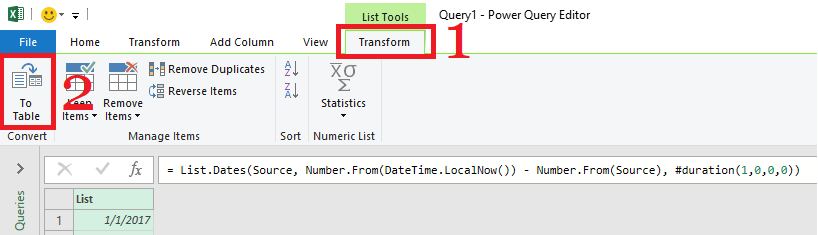 List Tools
Query1 - Power Query Editor
File
Home
Transform
Add Column
View
Transform
1
To
Table
2
Keep
Items
Remove
Items
Remove Duplicates
Reverse Items
A
Z
Z
A
Χσ
Statistics
Convert
Manage Items
Sort
Numeric List
fx
= List.Dates(Source, Number.From(DateTime.LocalNow()) - Number.From(Source), #duration(1,0,0,0))
Queries
List
1
1/1/2017